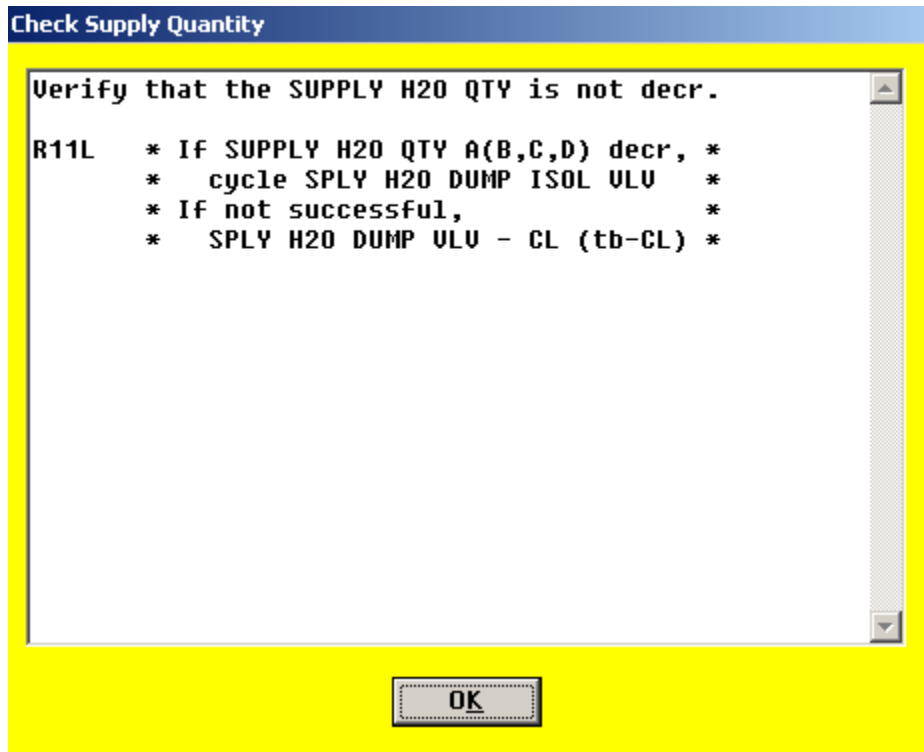 Check Supply Quantity
Verify that the SUPPLY H2O QTY is not decr.
R11L * If SUPPLY H2O QTY A(B,C,D) decr, *
* cycle SPLY H2O DUMP ISOL VLV *
* If not successful, *
* SPLY H2O DUMP VLV - CL (tb-CL) *
OK